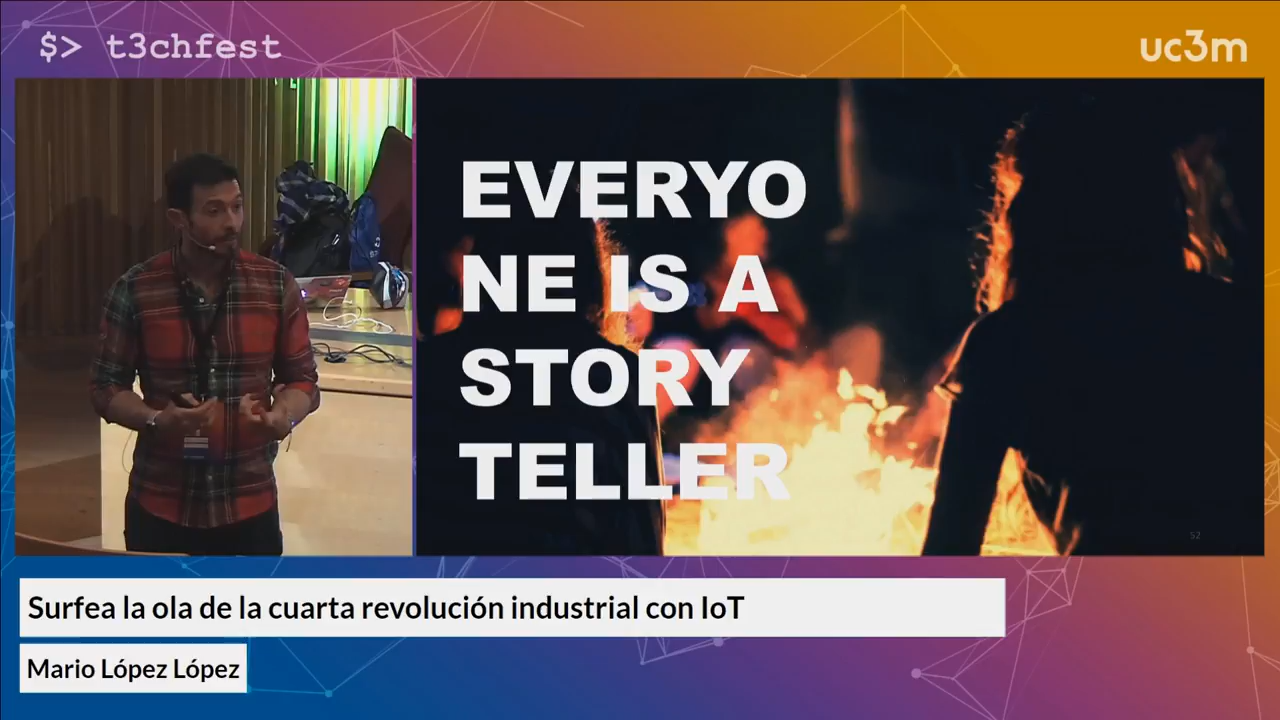 $> t3chfest
uc3m
EVERYO
NE IS A
STORY
TELLER
52
Surfea la ola de la cuarta revolución industrial con IoT
Mario López López